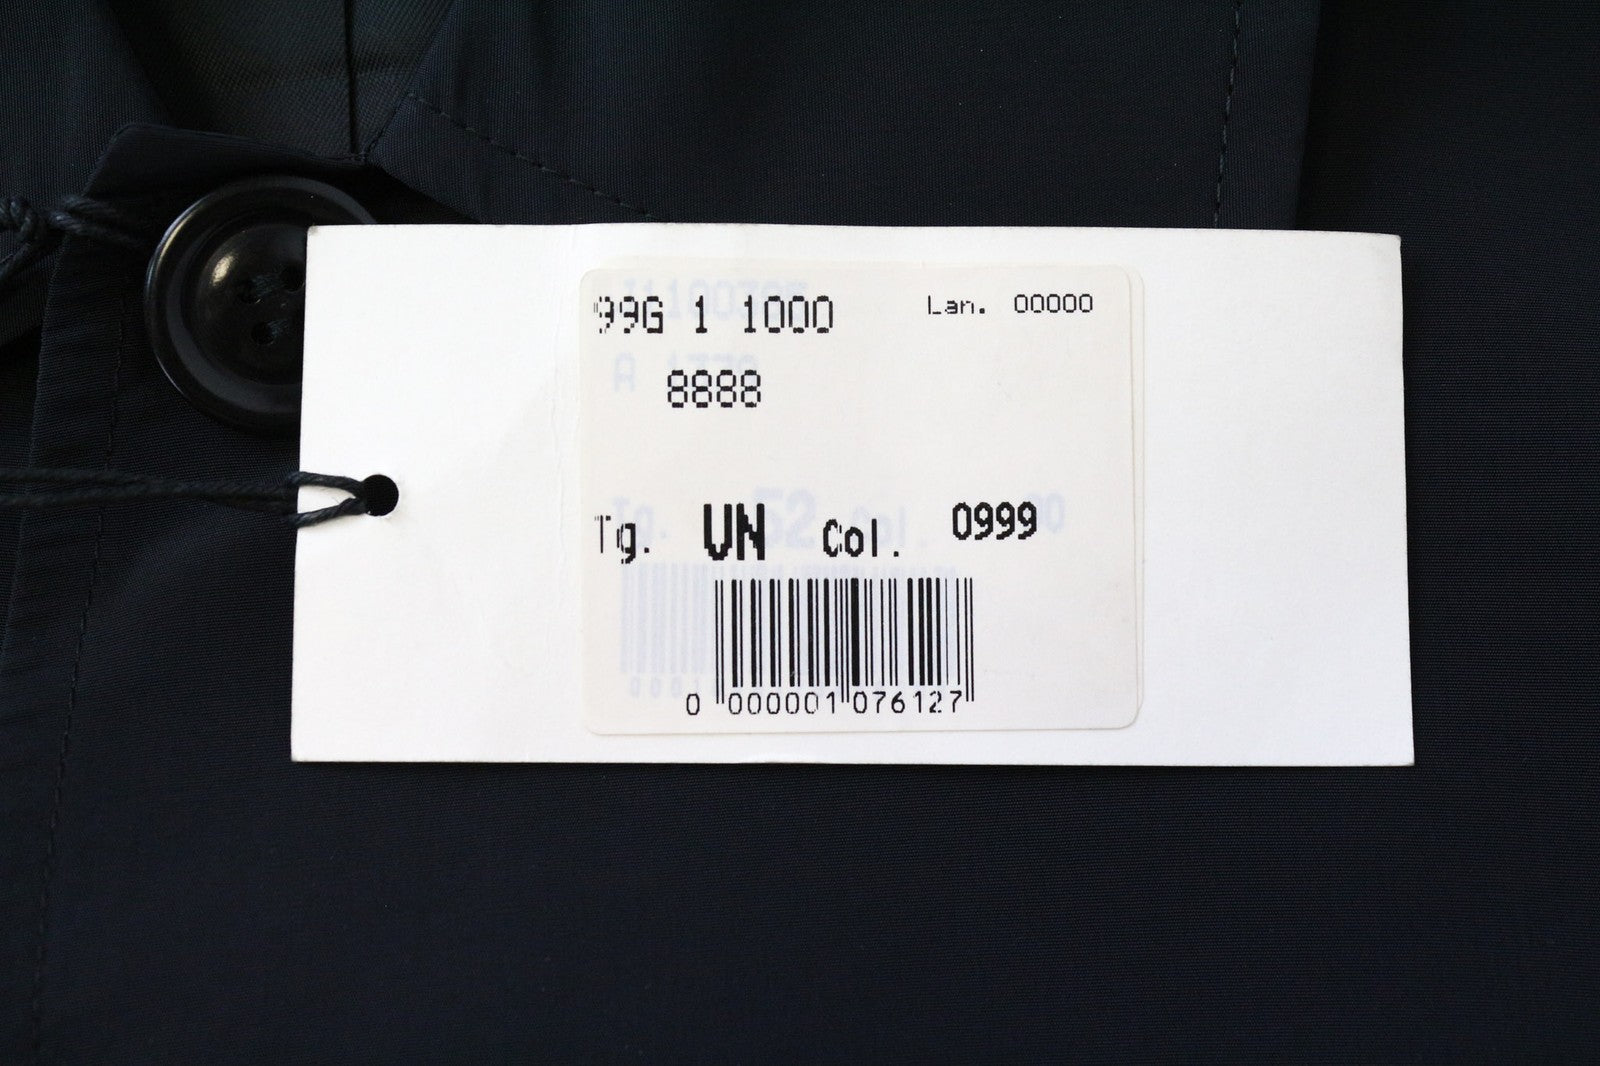 99G 1 1000 Lan. 00000
8888
Tg. UN Col. 0999
0 000001 076127